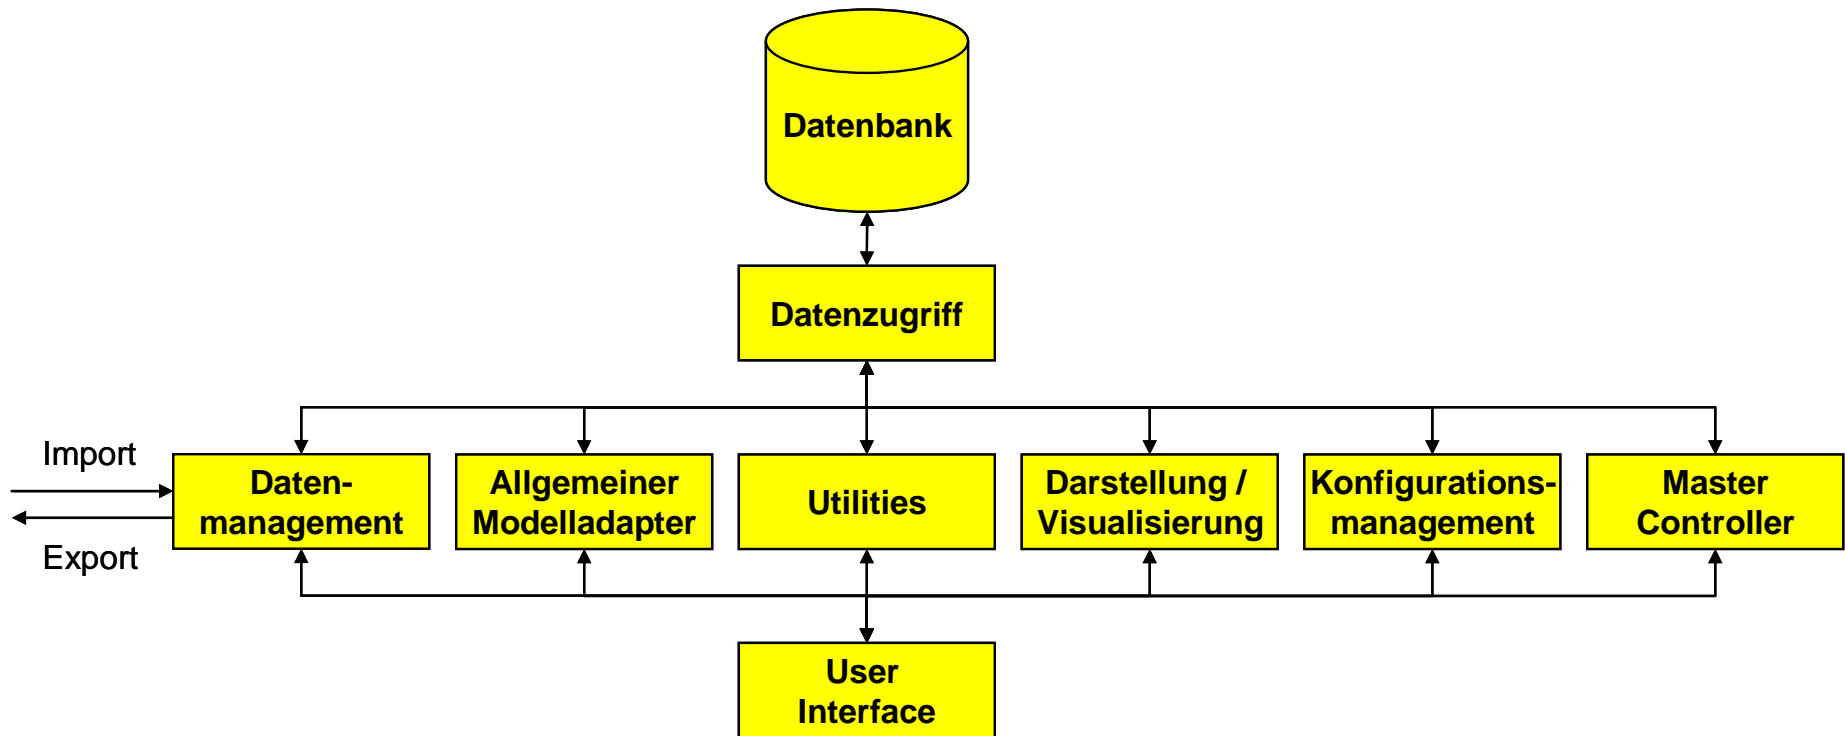 Datenbank
Datenzugriff
Import
Export
Daten-
management
Allgemeiner
Modelladapter
Utilities
Darstellung /
Visualisierung
Konfigurations-
management
Master
Controller
User
Interface